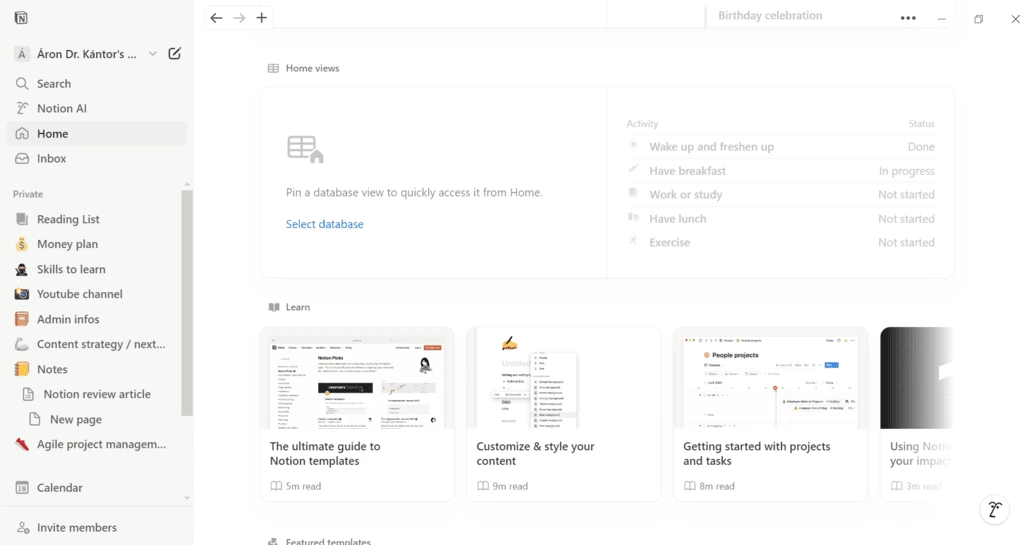 Áron Dr. Kántor's ...
Search
Notion AI
Home
Inbox
Private
Reading List
Money plan
Skills to learn
Youtube channel
Admin infos
Content strategy / next...
Notes
Notion review article
New page
Agile project managem...
Calendar
Invite members
Birthday celebration
Home views
Pin a database view to quickly access it from Home.
Select database
Activity Status
Wake up and freshen up Done
Have breakfast In progress
Work or study Not started
Have lunch Not started
Exercise Not started
Learn
People projects
The ultimate guide to
Notion templates
5m read
Customize & style your
content
9m read
Getting started with projects
and tasks
8m read
Using Notio
your impac
3m read
Featured templates